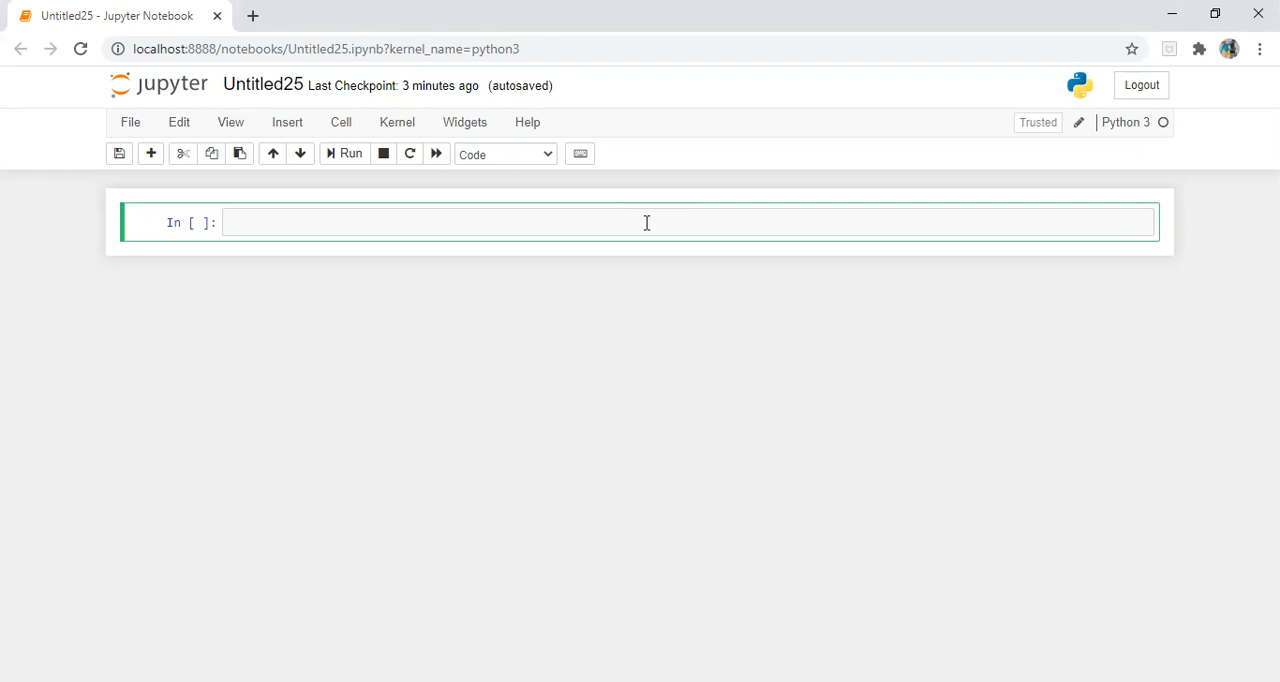 Untitled25 - Jupyter Notebook
localhost:8888/notebooks/Untitled25.ipynb?kernel_name=python3
jupyter Untitled25 Last Checkpoint: 3 minutes ago (autosaved) Logout
File Edit View Insert Cell Kernel Widgets Help Trusted Python 3
Run Code
In [ ]: